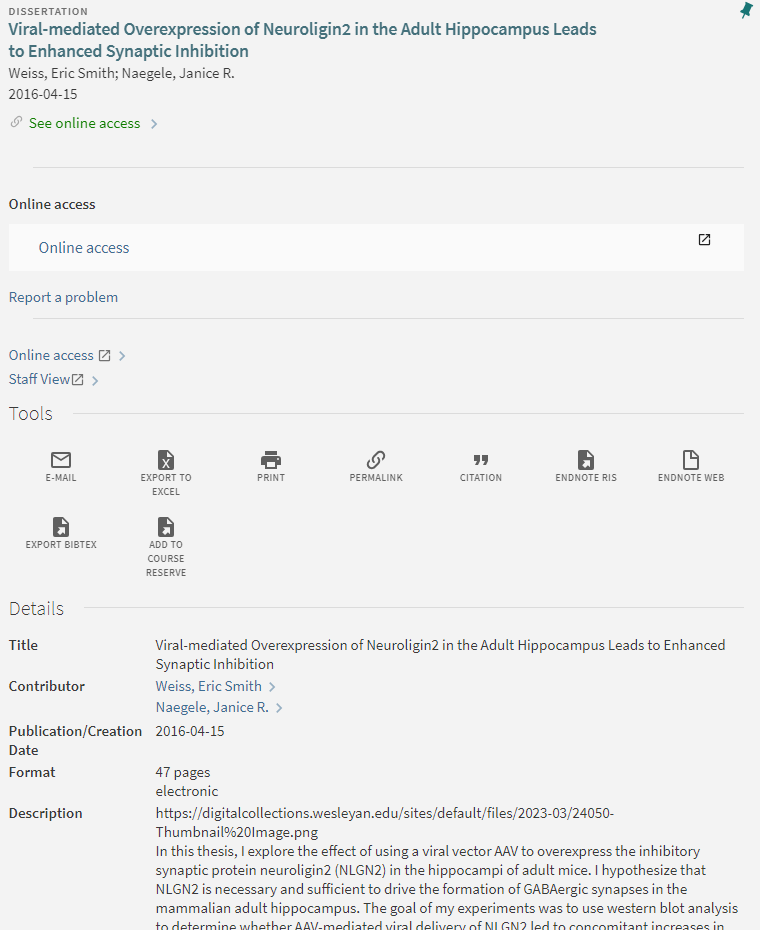 DISSERTATION
Viral-mediated Overexpression of Neuroligin2 in the Adult Hippocampus Leads
to Enhanced Synaptic Inhibition
Weiss, Eric Smith; Naegele, Janice R.
2016-04-15
See online access
Online access
Online access
Report a problem
Online access
Staff View
Tools
E-MAIL
EXPORT TO
EXCEL
PRINT
PERMALINK
CITATION
ENDNOTE RIS
ENDNOTE WEB
EXPORT BIBTEX
ADD TO
COURSE
RESERVE
Details
Title
Viral-mediated Overexpression of Neuroligin2 in the Adult Hippocampus Leads to Enhanced
Synaptic Inhibition
Contributor
Weiss, Eric Smith
Naegele, Janice R.
Publication/Creation
Date
2016-04-15
Format
47 pages
electronic
Description
https://digitalcollections.wesleyan.edu/sites/default/files/2023-03/24050-
Thumbnail%20Image.png
In this thesis, I explore the effect of using a viral vector AAV to overexpress the inhibitory
synaptic protein neuroligin2 (NLGN2) in the hippocampi of adult mice. I hypothesize that
NLGN2 is necessary and sufficient to drive the formation of GABAergic synapses in the
mammalian adult hippocampus. The goal of my experiments was to use western blot analysis
to determine whether AAV-mediated viral delivery of NLGN2 led to concomitant increases in